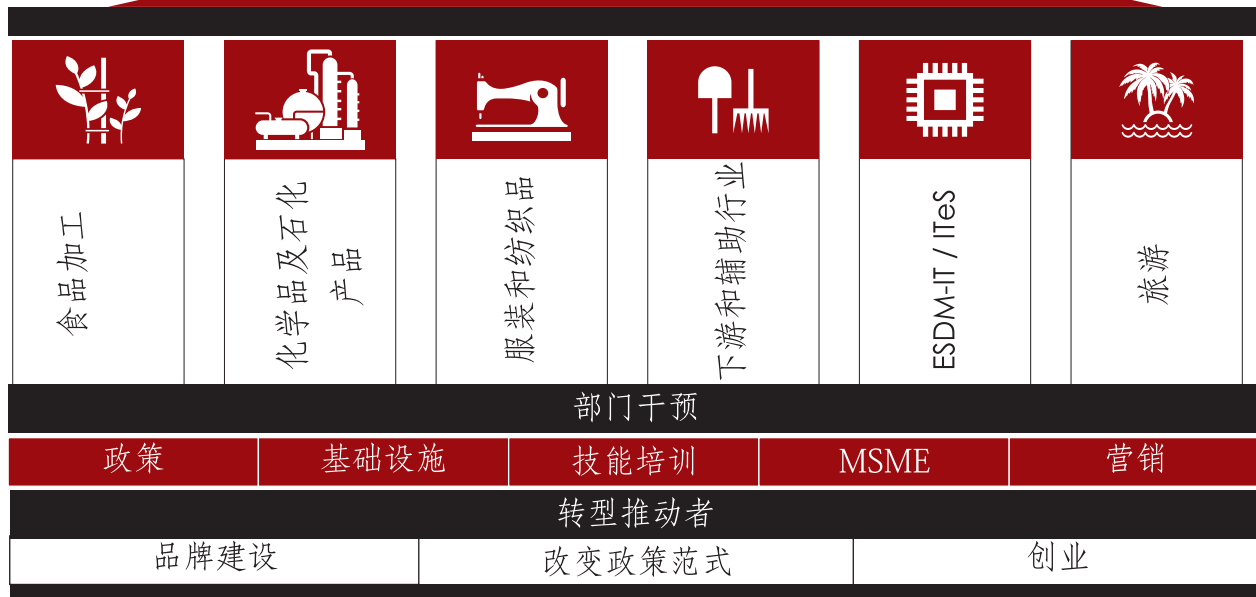 食品加工
化学品及石化
产品
服装和纺织品
下游和辅助行业
ESDM-IT / ITeS
旅游
部门干预
政策
基础设施
技能培训
MSME
营销
转型推动者
品牌建设
改变政策范式
创业